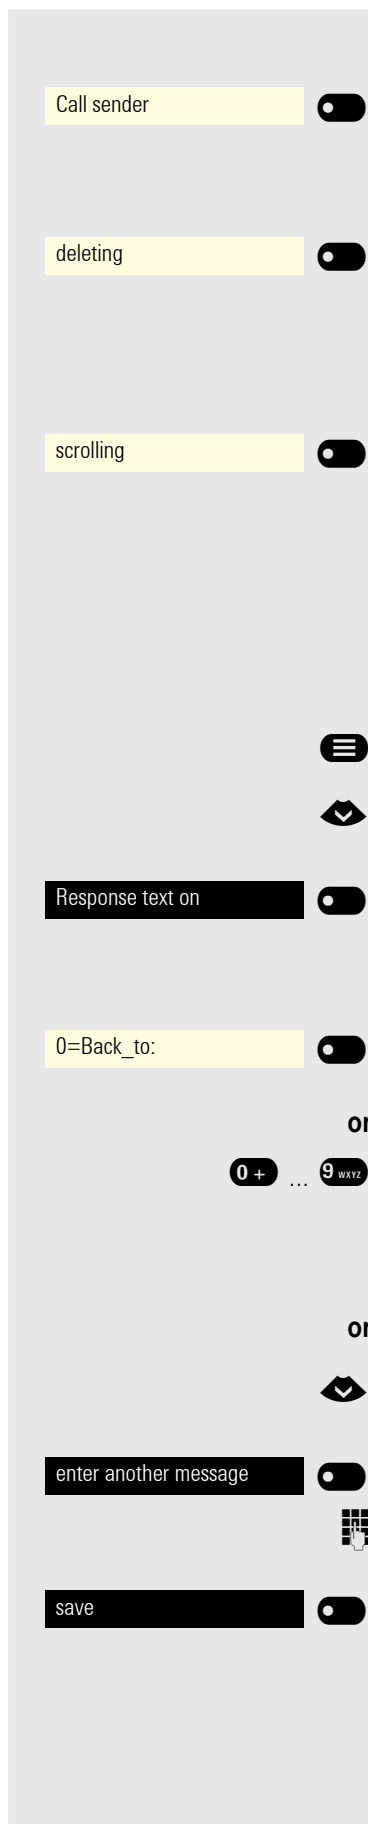 Call sender
deleting
scrolling
Response text on
0=Back_to:
or
0 + ... 9 WXYZ
or
enter another message
save